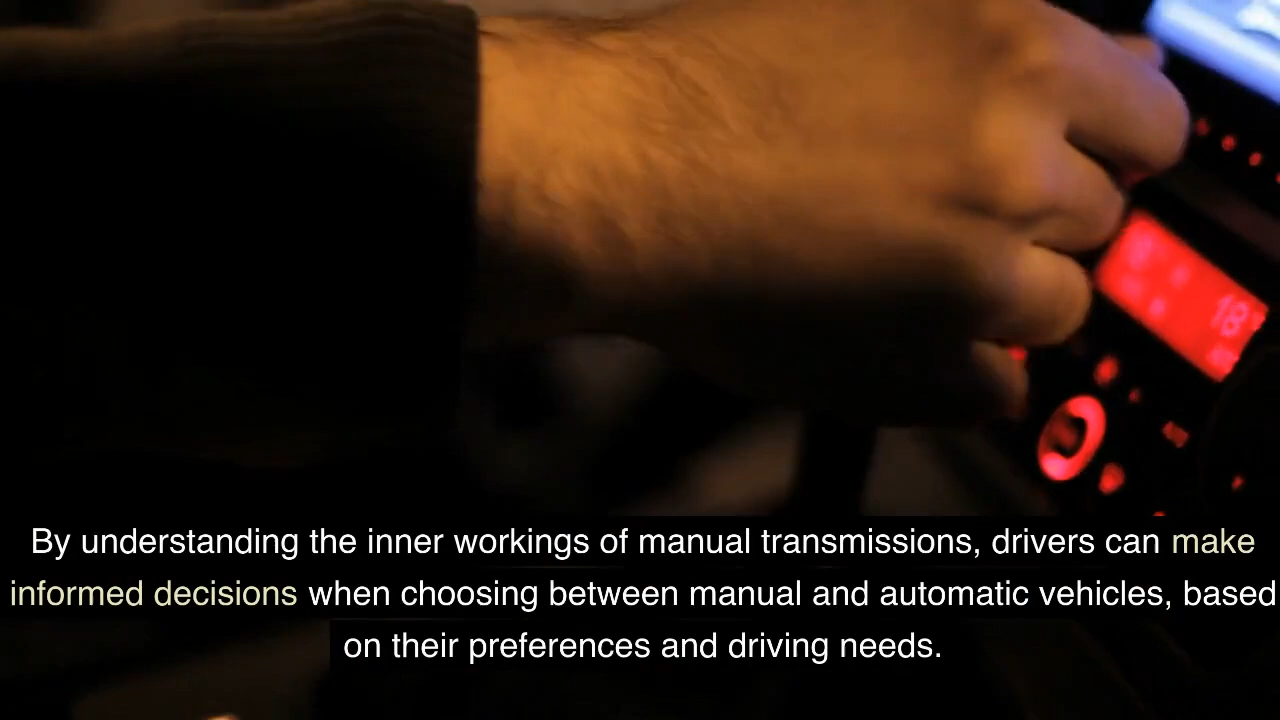 18°
By understanding the inner workings of manual transmissions, drivers can make
informed decisions when choosing between manual and automatic vehicles, based
on their preferences and driving needs.